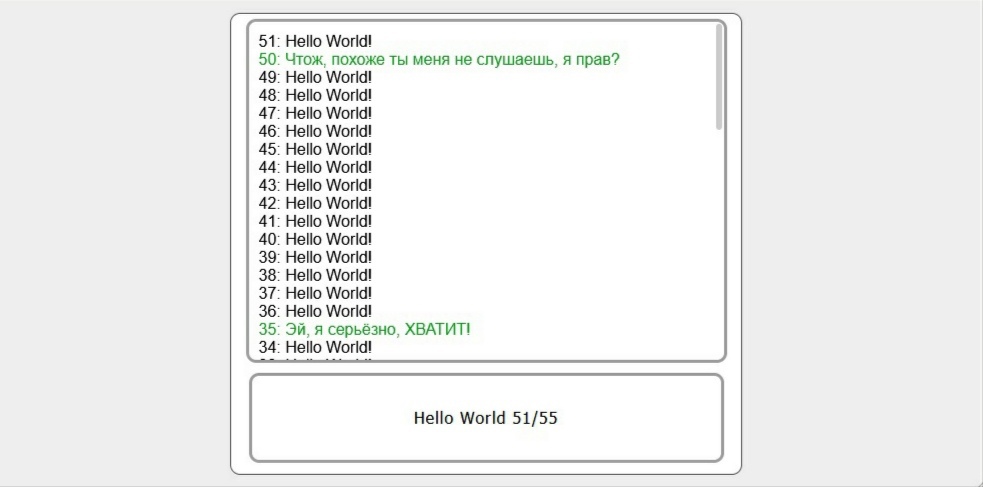 51: Hello World!
50: Чтож, похоже ты меня не слушаешь, я прав?
49: Hello World!
48: Hello World!
47: Hello World!
46: Hello World!
45: Hello World!
44: Hello World!
43: Hello World!
42: Hello World!
41: Hello World!
40: Hello World!
39: Hello World!
38: Hello World!
37: Hello World!
36: Hello World!
35: Эй, я серьёзно, ХВАТИТ!
34: Hello World!
Hello World 51/55